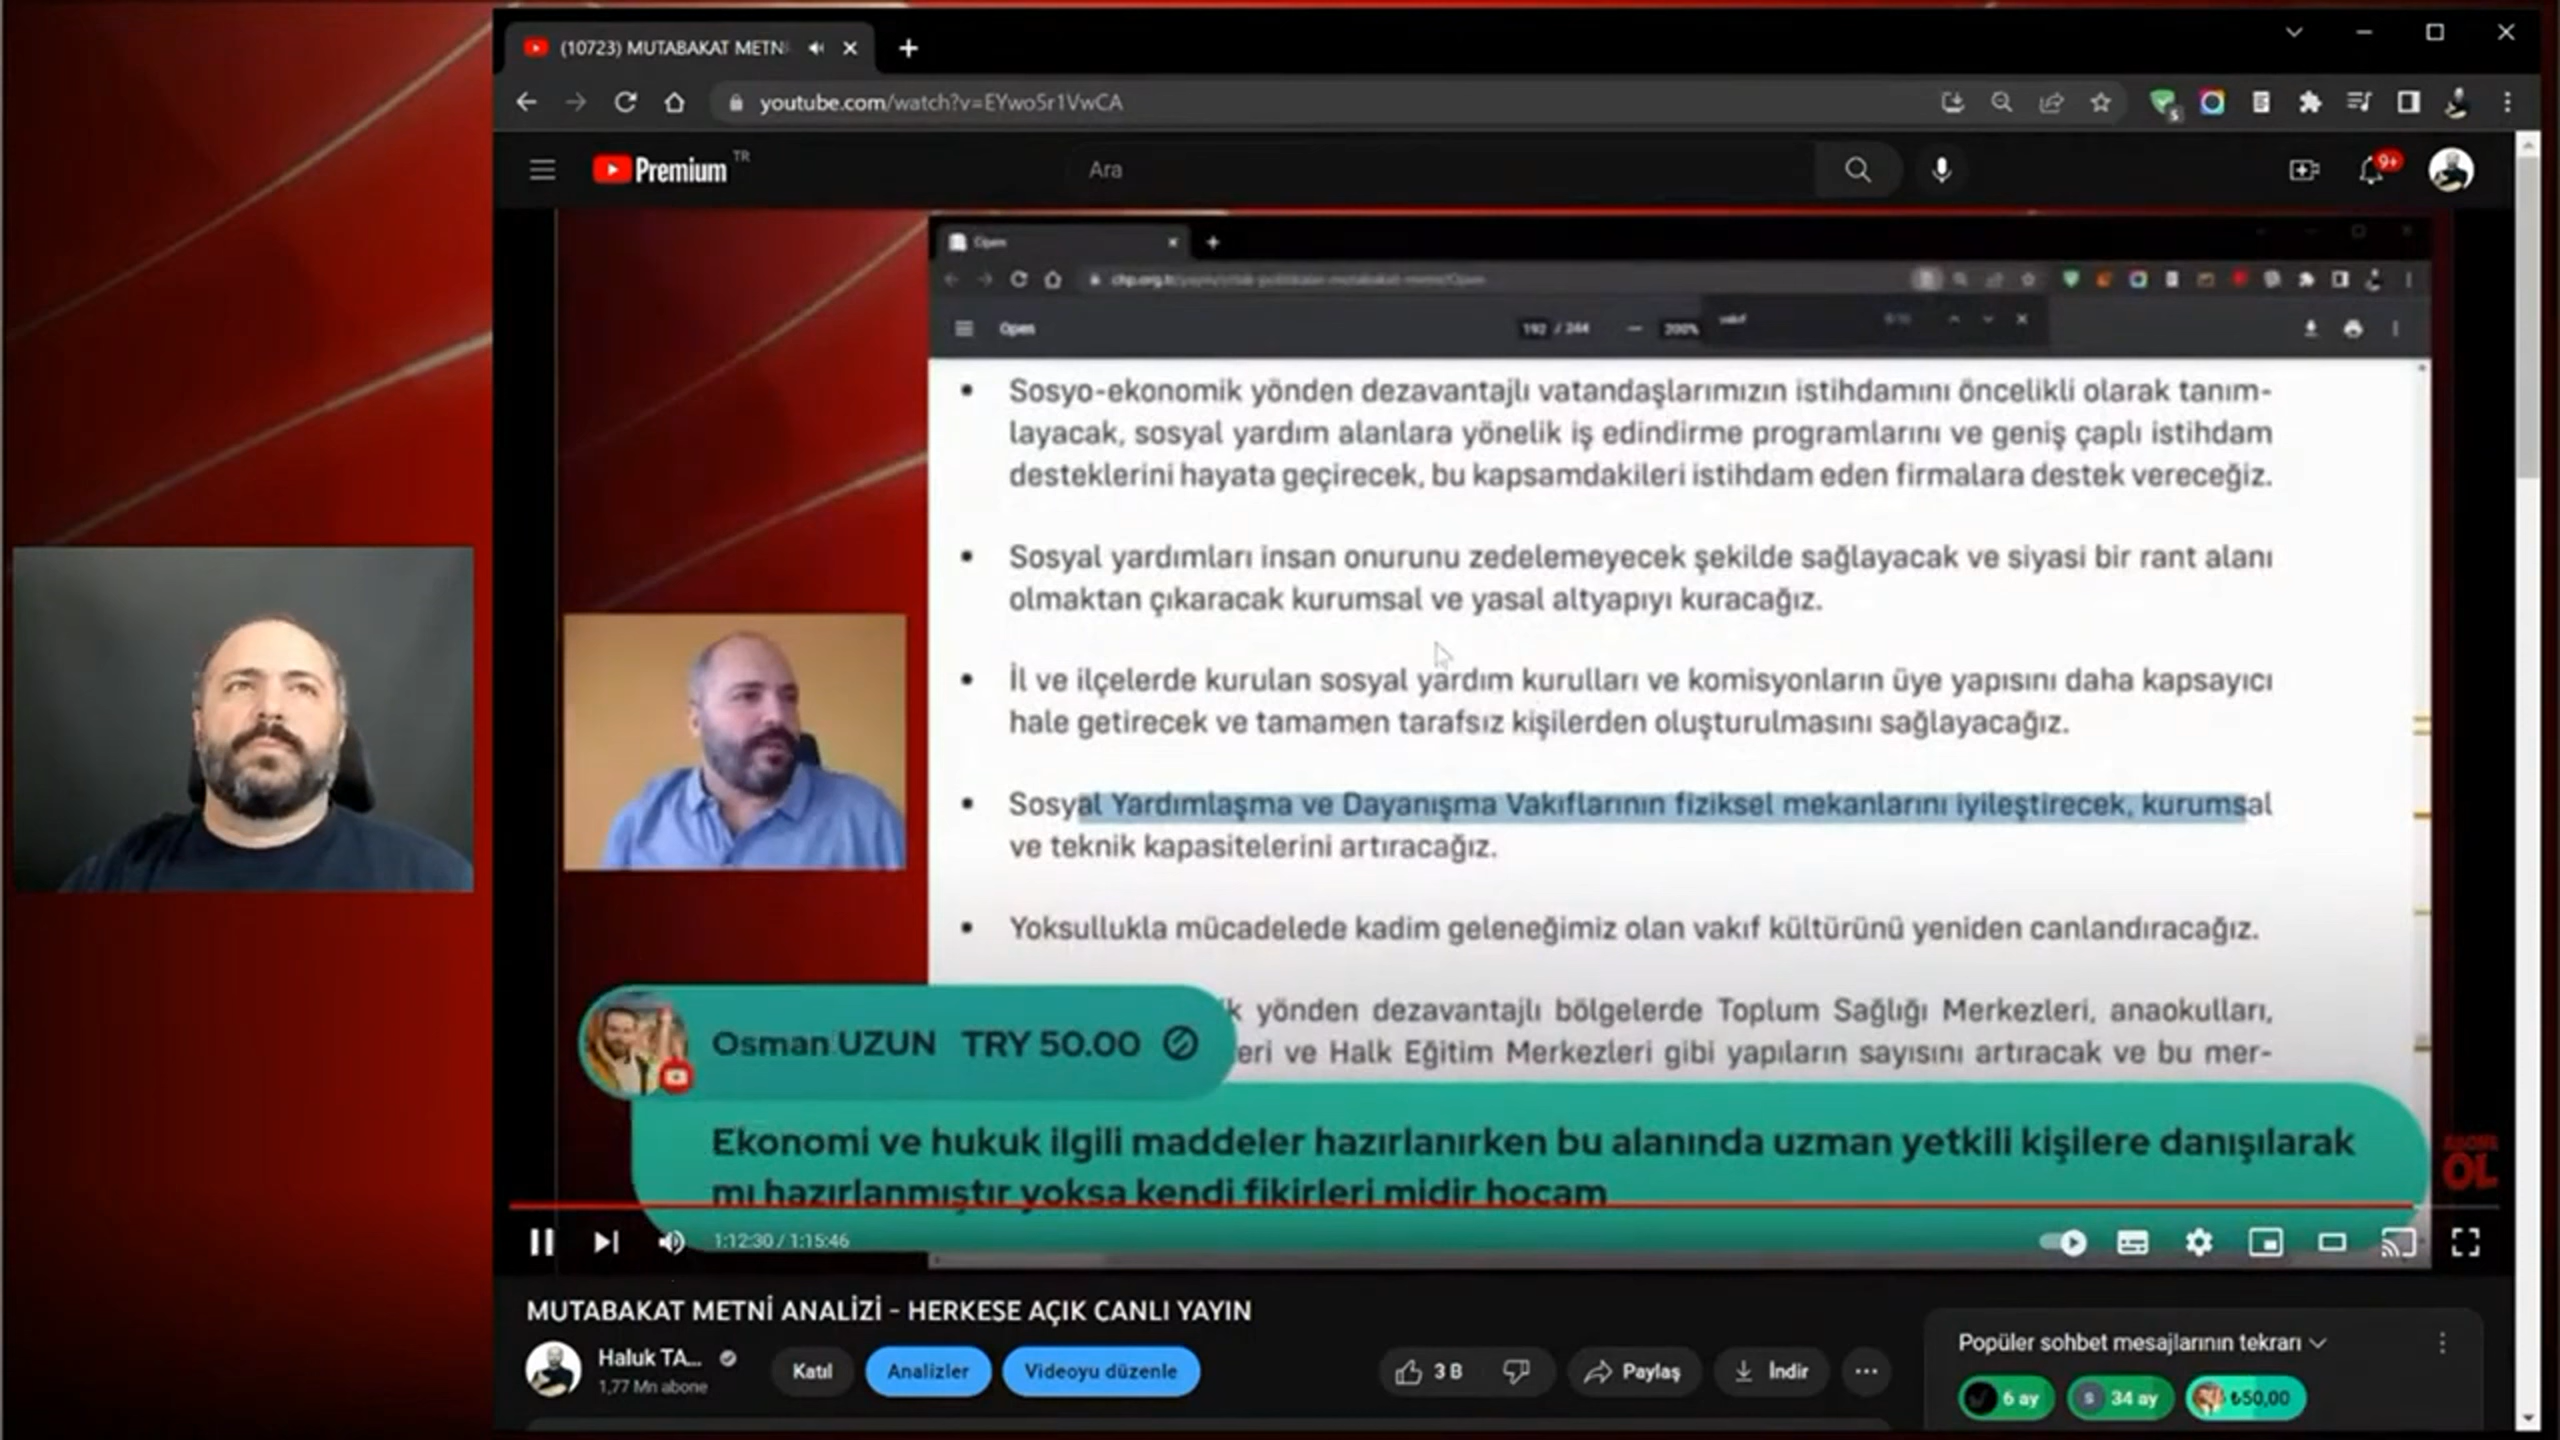 (10723) MUTABAKAT METNİ
youtube.com/watch?v=EYwo5r1VwCA
Premium TR
Ara
9+
Open
Open
192 / 244
200%
vakıf
• Sosyo-ekonomik yönden dezavantajlı vatandaşlarımızın istihdamını öncelikli olarak tanım-
layacak, sosyal yardım alanlara yönelik iş edindirme programlarını ve geniş çaplı istihdam
desteklerini hayata geçirecek, bu kapsamdakileri istihdam eden firmalara destek vereceğiz.
• Sosyal yardımları insan onurunu zedelemeyecek şekilde sağlayacak ve siyasi bir rant alanı
olmaktan çıkaracak kurumsal ve yasal altyapıyı kuracağız.
• İl ve ilçelerde kurulan sosyal yardım kurulları ve komisyonların üye yapısını daha kapsayıcı
hale getirecek ve tamamen tarafsız kişilerden oluşturulmasını sağlayacağız.
• Sosyal Yardımlaşma ve Dayanışma Vakıflarının fiziksel mekanlarını iyileştirecek, kurumsal
ve teknik kapasitelerini artıracağız.
• Yoksullukla mücadelede kadim geleneğimiz olan vakıf kültürünü yeniden canlandıracağız.
k yönden dezavantajlı bölgelerde Toplum Sağlığı Merkezleri, anaokulları,
eri ve Halk Eğitim Merkezleri gibi yapıların sayısını artıracak ve bu mer-
Osman UZUN TRY 50.00
Ekonomi ve hukuk ilgili maddeler hazırlanırken bu alanında uzman yetkili kişilere danışılarak
mı hazırlanmıştır yoksa kendi fikirleri midir hocam
ABONE
OL
1:12:30 / 1:15:46
MUTABAKAT METNİ ANALİZİ - HERKESE AÇIK CANLI YAYIN
Haluk TA...
1,77 Mn abone
Katıl
Analizler
Videoyu düzenle
3 B
Paylaş
İndir
Popüler sohbet mesajlarının tekrarı
6 ay
S 34 ay
₺50,00